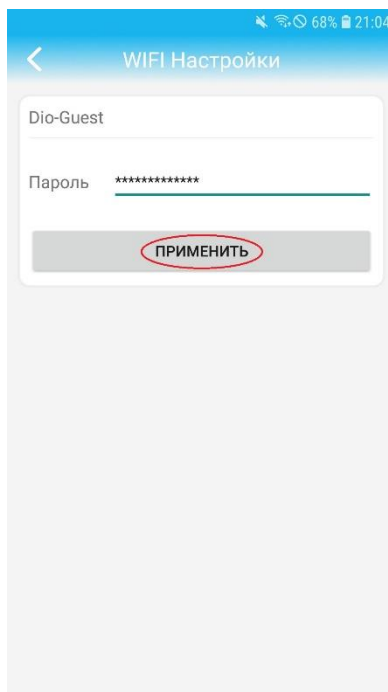 68% 21:04
WIFI Настройки
Dio-Guest
Пароль *************
ПРИМЕНИТЬ